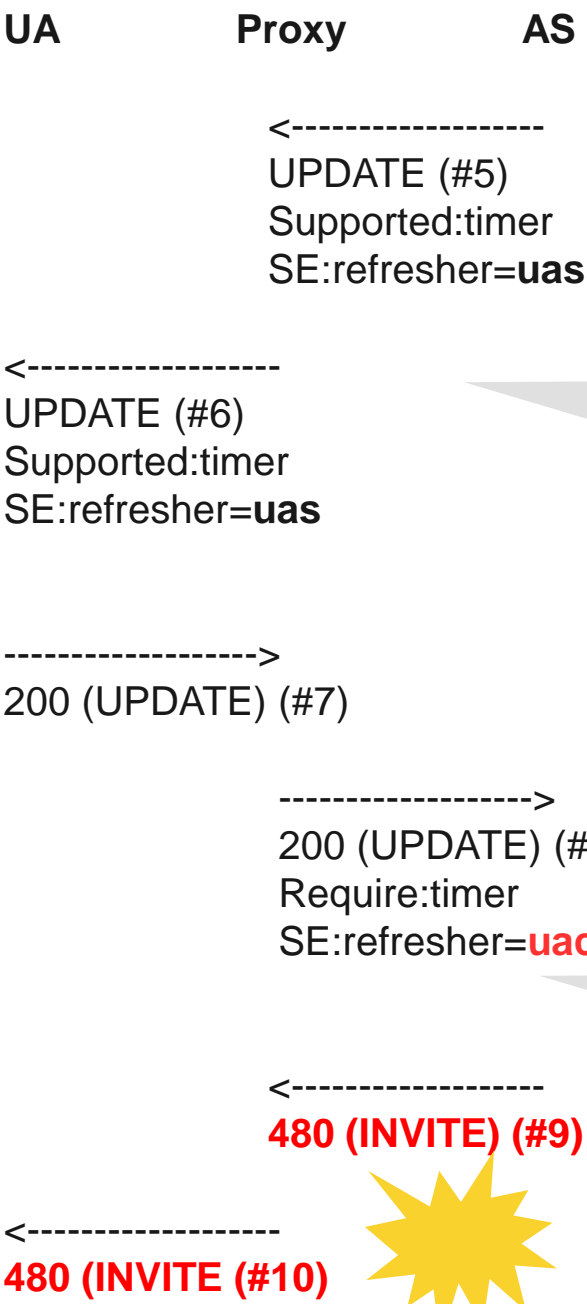 UA Proxy AS
<-------------------
UPDATE (#5)
Supported:timer
SE:refresher=uas
<-------------------
UPDATE (#6)
Supported:timer
SE:refresher=uas
------------------->
200 (UPDATE) (#7)
------------------->
200 (UPDATE) (#
Require:timer
SE:refresher=uac
<-------------------
480 (INVITE) (#9)
<-------------------
480 (INVITE (#10)